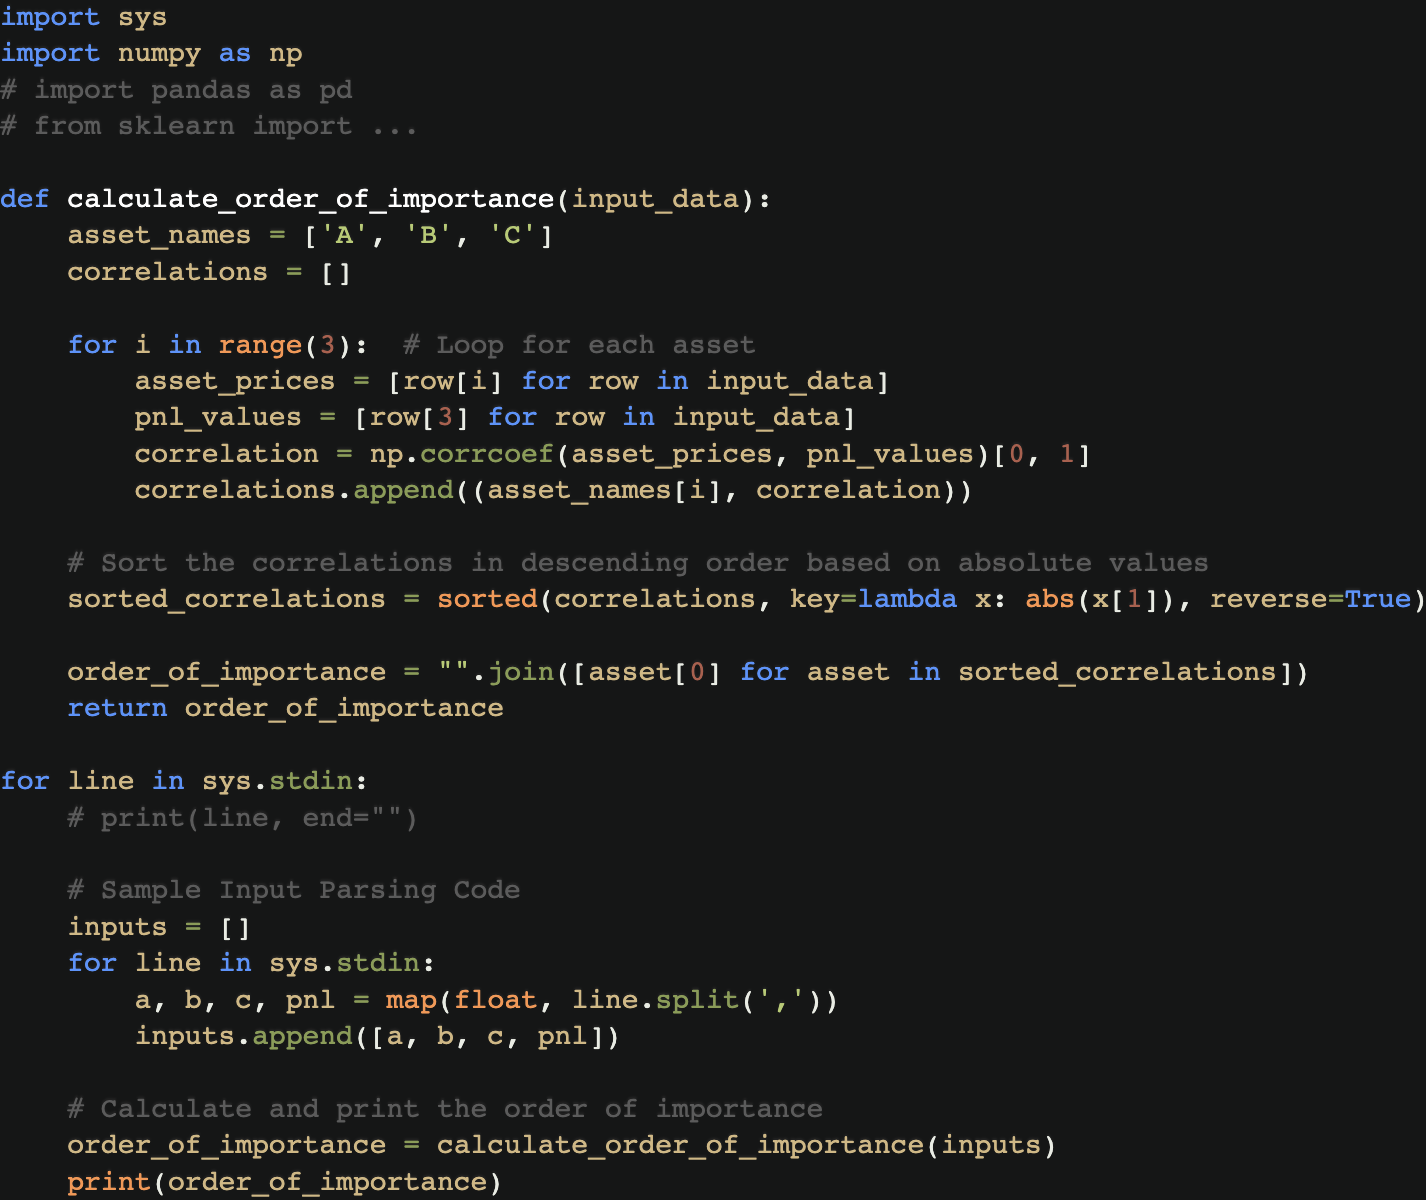 import sys
import numpy as np
# import pandas as pd
# from sklearn import ...

def calculate_order_of_importance(input_data):
    asset_names = ['A', 'B', 'C']
    correlations = []

    for i in range(3):  # Loop for each asset
        asset_prices = [row[i] for row in input_data]
        pnl_values = [row[3] for row in input_data]
        correlation = np.corrcoef(asset_prices, pnl_values)[0, 1]
        correlations.append((asset_names[i], correlation))

    # Sort the correlations in descending order based on absolute values
    sorted_correlations = sorted(correlations, key=lambda x: abs(x[1]), reverse=True)

    order_of_importance = "".join([asset[0] for asset in sorted_correlations])
    return order_of_importance

for line in sys.stdin:
    # print(line, end="")

    # Sample Input Parsing Code
    inputs = []
    for line in sys.stdin:
        a, b, c, pnl = map(float, line.split(','))
        inputs.append([a, b, c, pnl])

    # Calculate and print the order of importance
    order_of_importance = calculate_order_of_importance(inputs)
    print(order_of_importance)